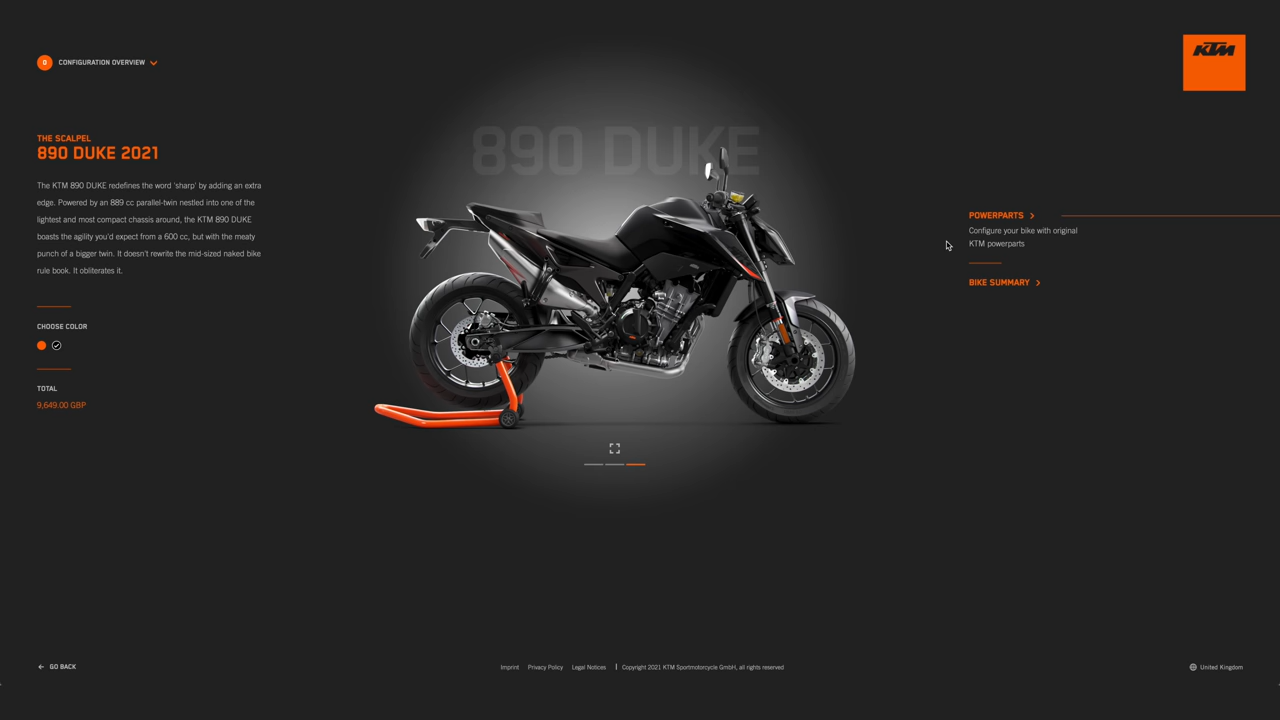 0 CONFIGURATION OVERVIEW
KTM
THE SCALPEL
890 DUKE 2021
The KTM 890 DUKE redefines the word 'sharp' by adding an extra
edge. Powered by an 889 cc parallel-twin nestled into one of the
lightest and most compact chassis around, the KTM 890 DUKE
boasts the agility you'd expect from a 600 cc, but with the meaty
punch of a bigger twin. It doesn't rewrite the mid-sized naked bike
rule book. It obliterates it.
CHOOSE COLOR
TOTAL
9,649.00 GBP
890 DUKE
POWERPARTS
Configure your bike with original
KTM powerparts
BIKE SUMMARY
GO BACK
Imprint Privacy Policy Legal Notices | Copyright 2021 KTM Sportmotorcycle GmbH, all rights reserved
United Kingdom